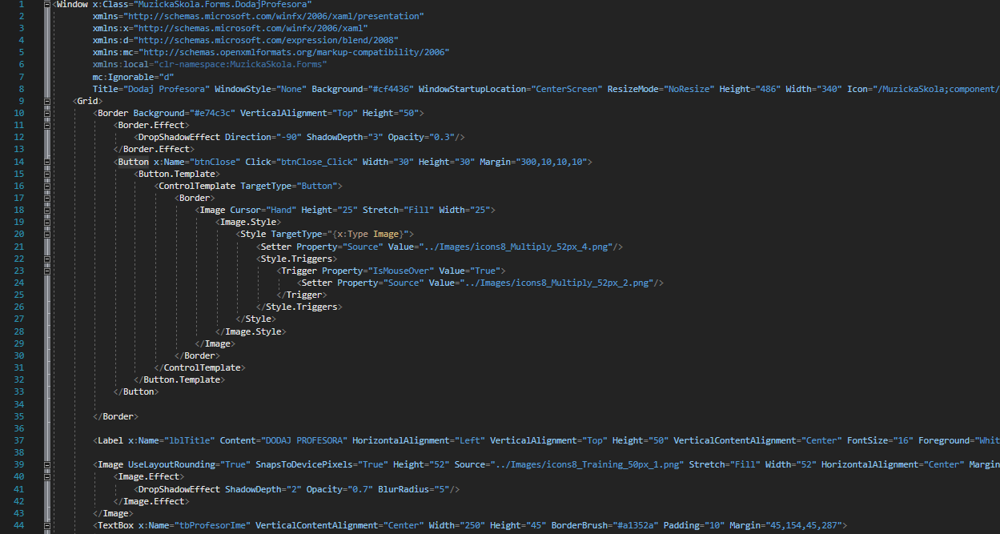 1 <Window x:Class="MuzickaSkola.Forms.DodajProfesora"
2 xmlns="http://schemas.microsoft.com/winfx/2006/xaml/presentation"
3 xmlns:x="http://schemas.microsoft.com/winfx/2006/xaml"
4 xmlns:d="http://schemas.microsoft.com/expression/blend/2008"
5 xmlns:mc="http://schemas.openxmlformats.org/markup-compatibility/2006"
6 xmlns:local="clr-namespace:MuzickaSkola.Forms"
7 mc:Ignorable="d"
8 Title="Dodaj Profesora" WindowStyle="None" Background="#cf4436" WindowStartupLocation="CenterScreen" ResizeMode="NoResize" Height="486" Width="340" Icon="/MuzickaSkola;component/
9 <Grid>
10 <Border Background="#e74c3c" VerticalAlignment="Top" Height="50">
11 <Border.Effect>
12 <DropShadowEffect Direction="-90" ShadowDepth="3" Opacity="0.3"/>
13 </Border.Effect>
14 <Button x:Name="btnClose" Click="btnClose_Click" Width="30" Height="30" Margin="300,10,10,10">
15 <Button.Template>
16 <ControlTemplate TargetType="Button">
17 <Border>
18 <Image Cursor="Hand" Height="25" Stretch="Fill" Width="25">
19 <Image.Style>
20 <Style TargetType="{x:Type Image}">
21 <Setter Property="Source" Value="../Images/icons8_Multiply_52px_4.png"/>
22 <Style.Triggers>
23 <Trigger Property="IsMouseOver" Value="True">
24 <Setter Property="Source" Value="../Images/icons8_Multiply_52px_2.png"/>
25 </Trigger>
26 </Style.Triggers>
27 </Style>
28 </Image.Style>
29 </Image>
30 </Border>
31 </ControlTemplate>
32 </Button.Template>
33 </Button>
34
35 </Border>
36
37 <Label x:Name="lblTitle" Content="DODAJ PROFESORA" HorizontalAlignment="Left" VerticalAlignment="Top" Height="50" VerticalContentAlignment="Center" FontSize="16" Foreground="Whit
38
39 <Image UseLayoutRounding="True" SnapsToDevicePixels="True" Height="52" Source="../Images/icons8_Training_50px_1.png" Stretch="Fill" Width="52" HorizontalAlignment="Center" Margin
40 <Image.Effect>
41 <DropShadowEffect ShadowDepth="2" Opacity="0.7" BlurRadius="5"/>
42 </Image.Effect>
43 </Image>
44 <TextBox x:Name="tbProfesorIme" VerticalContentAlignment="Center" Width="250" Height="45" BorderBrush="#a1352a" Padding="10" Margin="45,154,45,287">